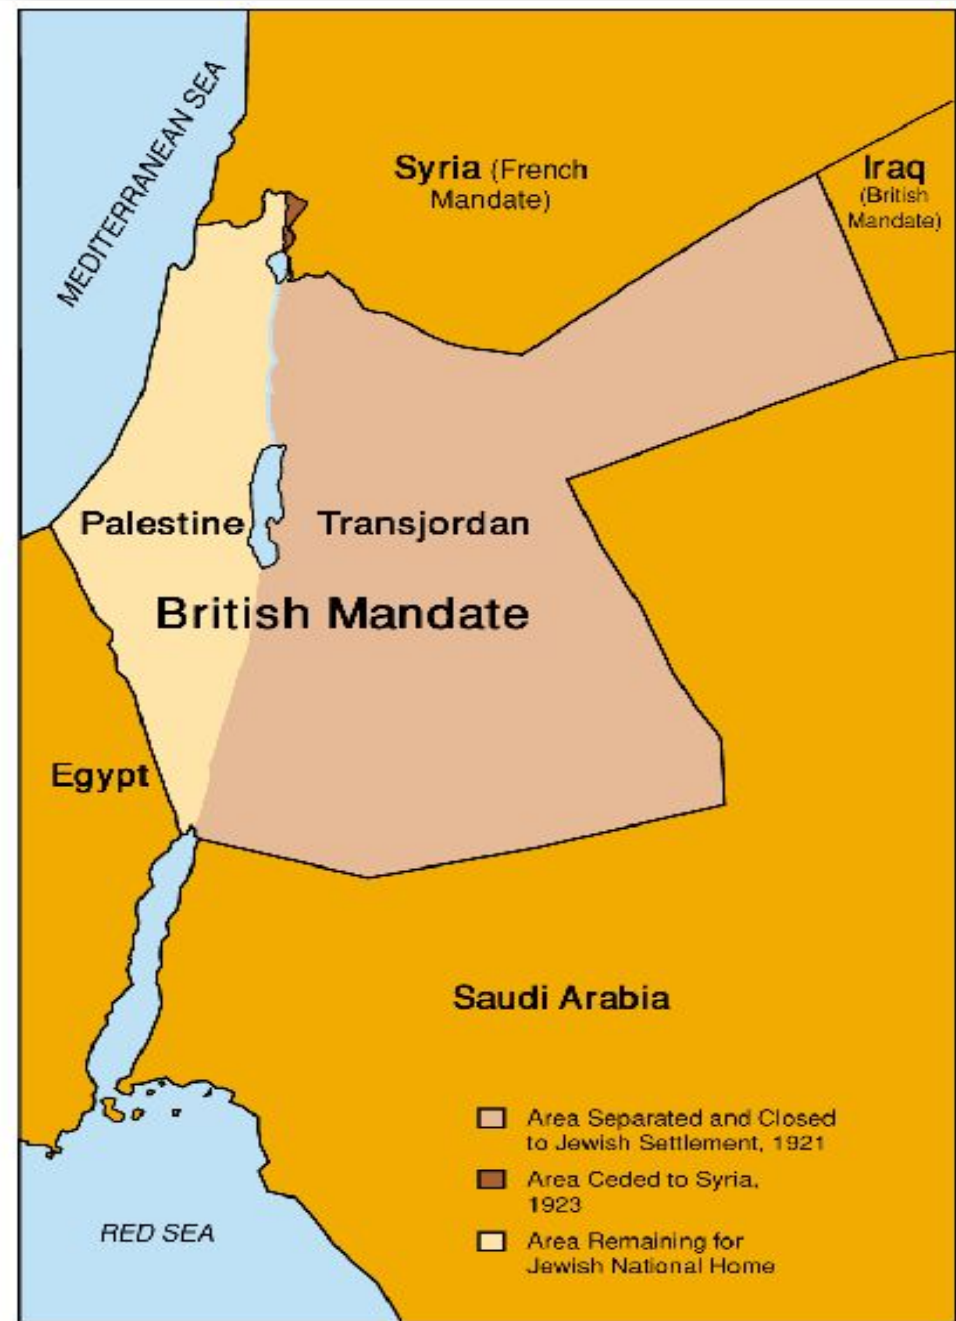 MEDITERRANEAN SEA
Syria (French
Mandate)
Iraq
(British
Mandate)
Palestine
Transjordan
British Mandate
Egypt
Saudi Arabia
Area Separated and Closed
to Jewish Settlement, 1921
Area Ceded to Syria,
1923
Area Remaining for
Jewish National Home
RED SEA